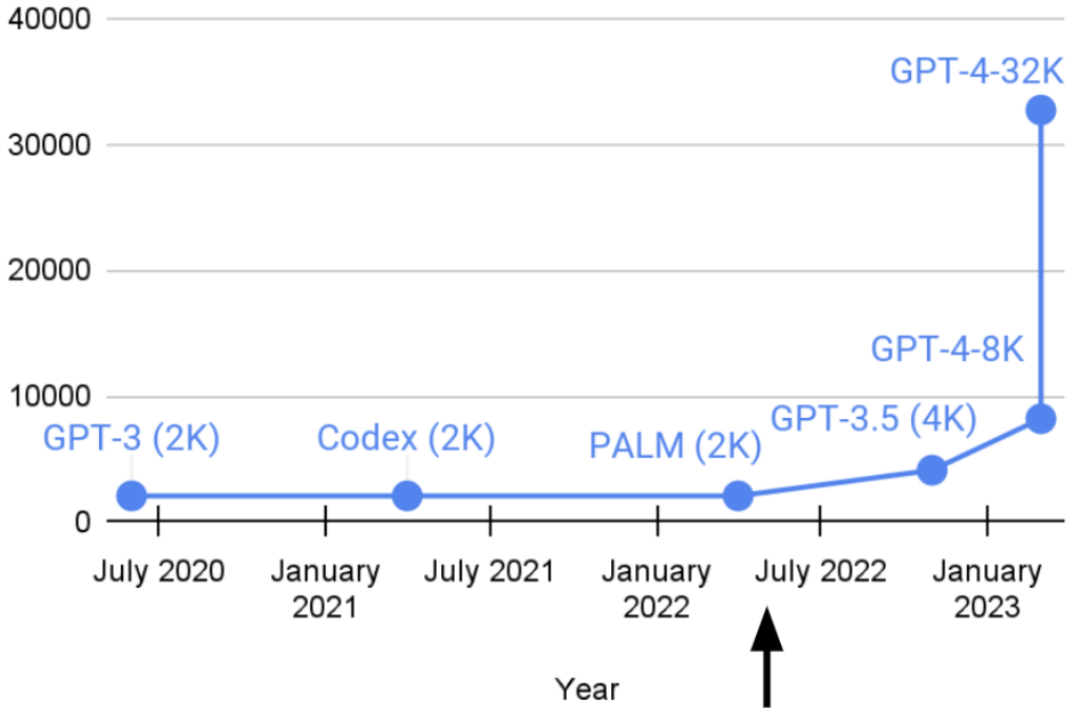 40000
GPT-4-32K
30000
20000
GPT-4-8K
10000
GPT-3.5 (4K)
GPT-3 (2K)
Codex (2K)
PALM (2K)
0
July 2020
January
2021
July 2021
January
2022
July 2022
January
2023
Year